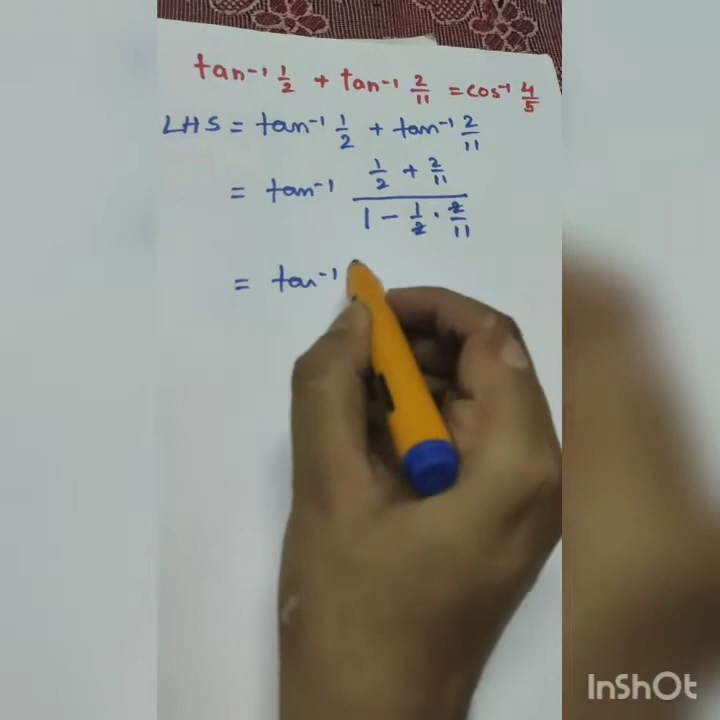 tan⁻¹ 1/2 + tan⁻¹ 2/11 = cos⁻¹ 4/5
LHS = tan⁻¹ 1/2 + tan⁻¹ 2/11
= tan⁻¹ (1/2 + 2/11)/(1 - 1/2 · 2/11)
= tan⁻¹
InShOt